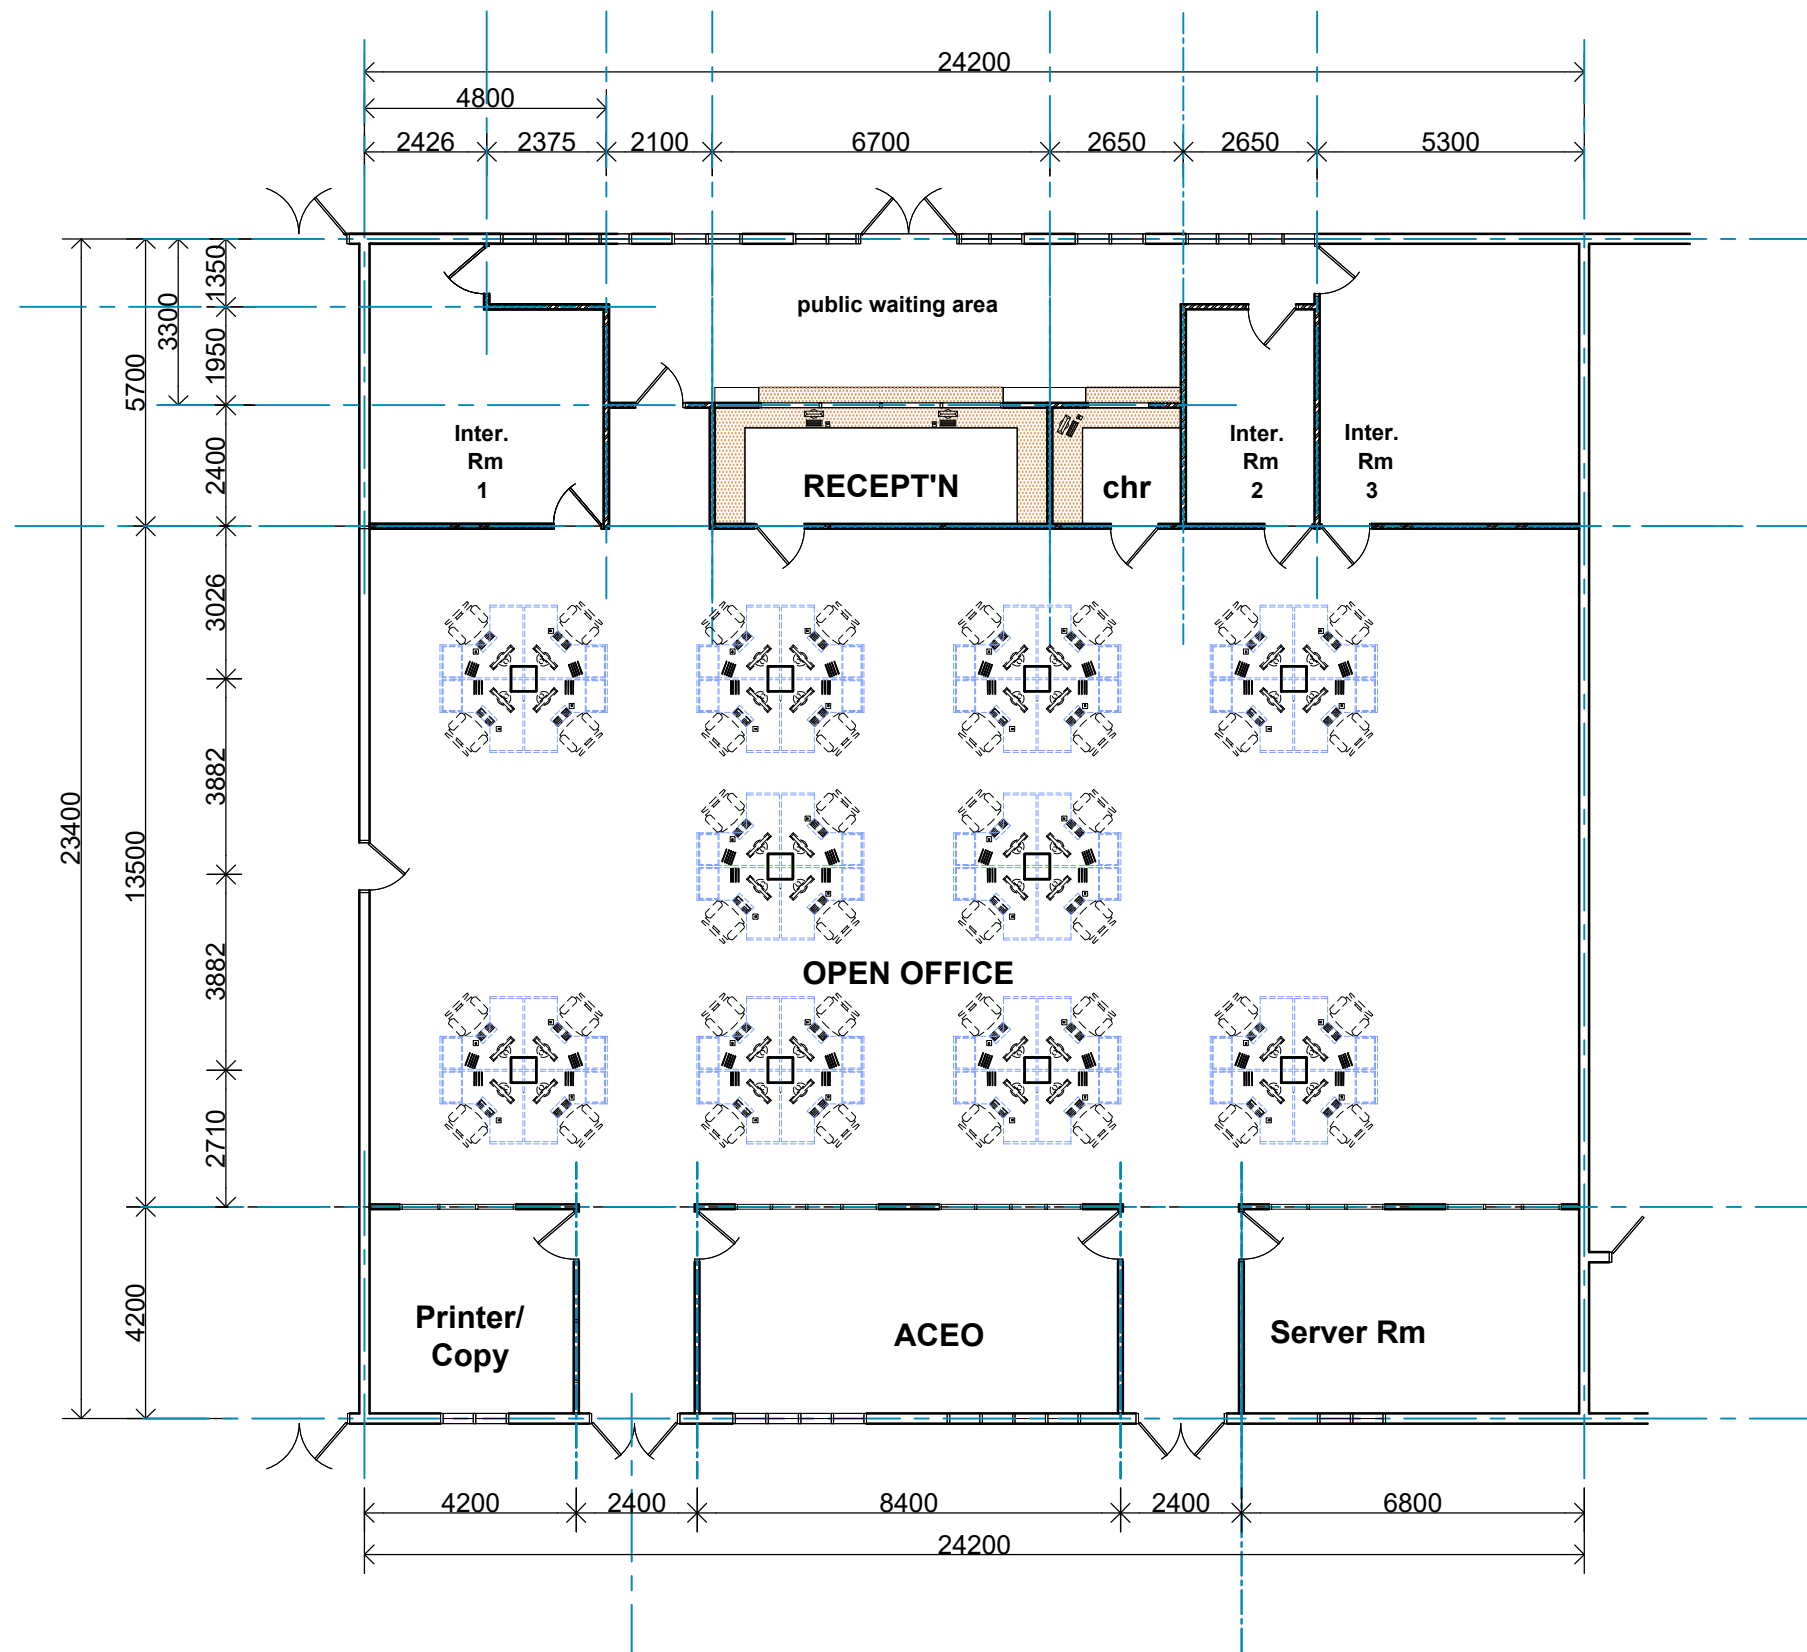 24200
4800
2426 2375 2100 6700 2650 2650 5300
1350
3300
1950
5700
2400
public waiting area
Inter.
Rm
1
RECEPT'N
chr
Inter.
Rm
2
Inter.
Rm
3
3026
3882
23400
13500
3882
2710
OPEN OFFICE
4200
Printer/
Copy
ACEO
Server Rm
4200 2400 8400 2400 6800
24200